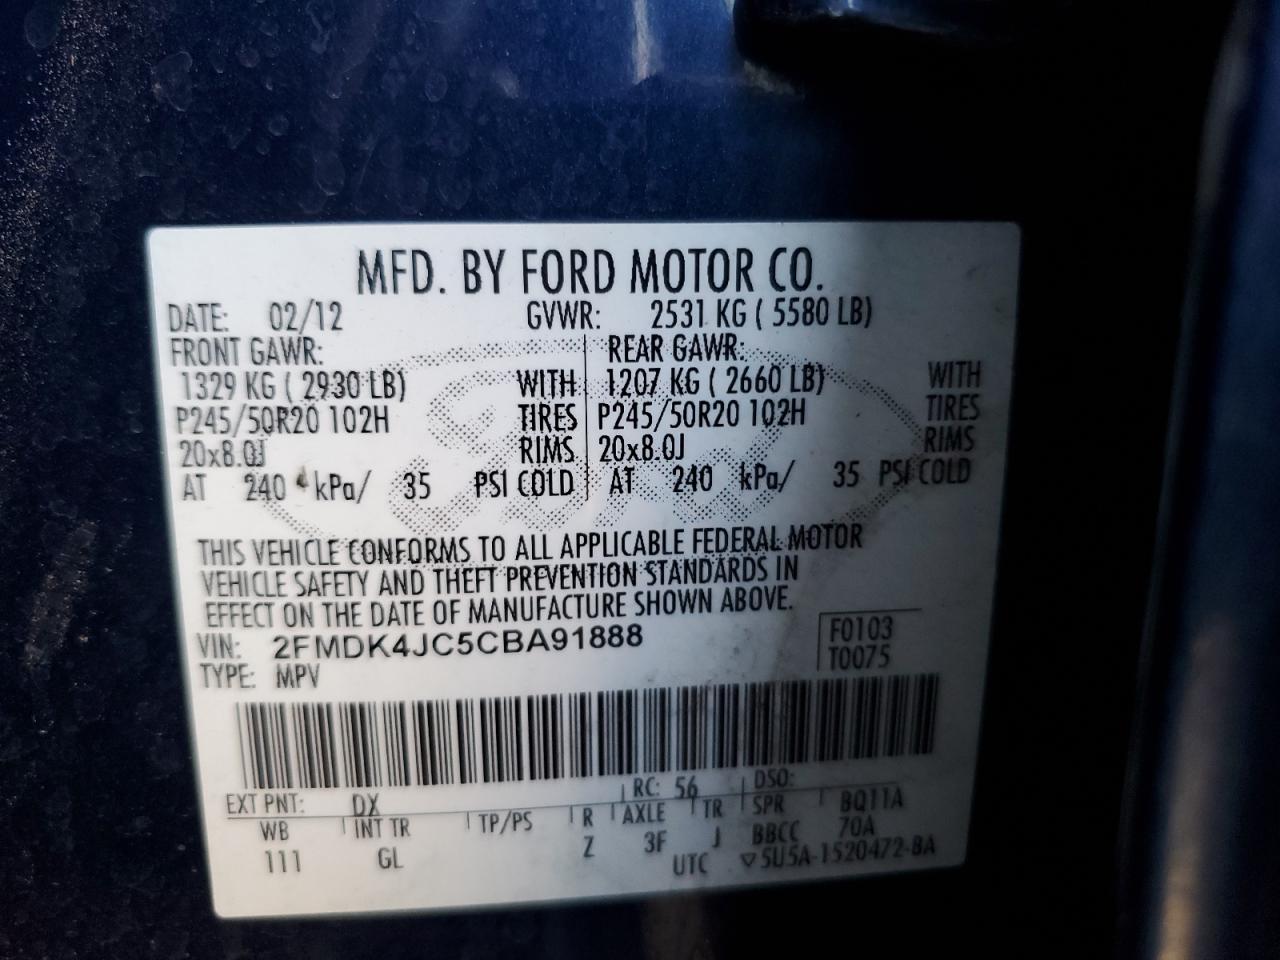 MFD. BY FORD MOTOR CO.
DATE: 02/12 GVWR: 2531 KG ( 5580 LB)
FRONT GAWR: REAR GAWR:
1329 KG ( 2930 LB) WITH 1207 KG ( 2660 LB) WITH
P245/50R20 102H TIRES P245/50R20 102H TIRES
20x8.0J RIMS 20x8.0J RIMS
AT 240 kPa/ 35 PSI COLD AT 240 kPa/ 35 PSI COLD
THIS VEHICLE CONFORMS TO ALL APPLICABLE FEDERAL MOTOR
VEHICLE SAFETY AND THEFT PREVENTION STANDARDS IN
EFFECT ON THE DATE OF MANUFACTURE SHOWN ABOVE.
VIN: 2FMDK4JC5CBA91888 F0103
TYPE: MPV T0075
EXT PNT: DX RC: 56 DSO:
WB INT TR TP/PS R AXLE TR SPR BQ11A
111 GL Z 3F J BBCC 70A
UTC ▽5U5A-1520472-BA